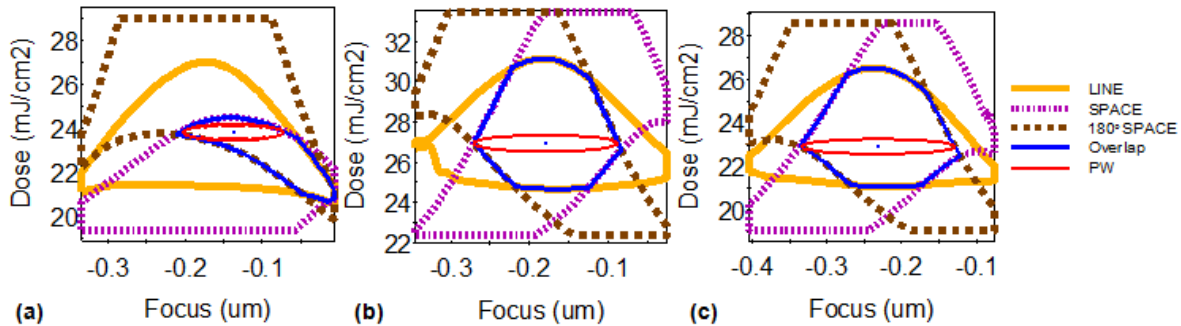 Dose (mJ/cm2)
28
26
24
22
20
-0.3
-0.2
-0.1
(a)
Focus (um)
Dose (mJ/cm2)
32
30
28
26
24
22
-0.3
-0.2
-0.1
(b)
Focus (um)
Dose (mJ/cm2)
28
26
24
22
20
-0.4
-0.3
-0.2
-0.1
(c)
Focus (um)
LINE
SPACE
180° SPACE
Overlap
PW